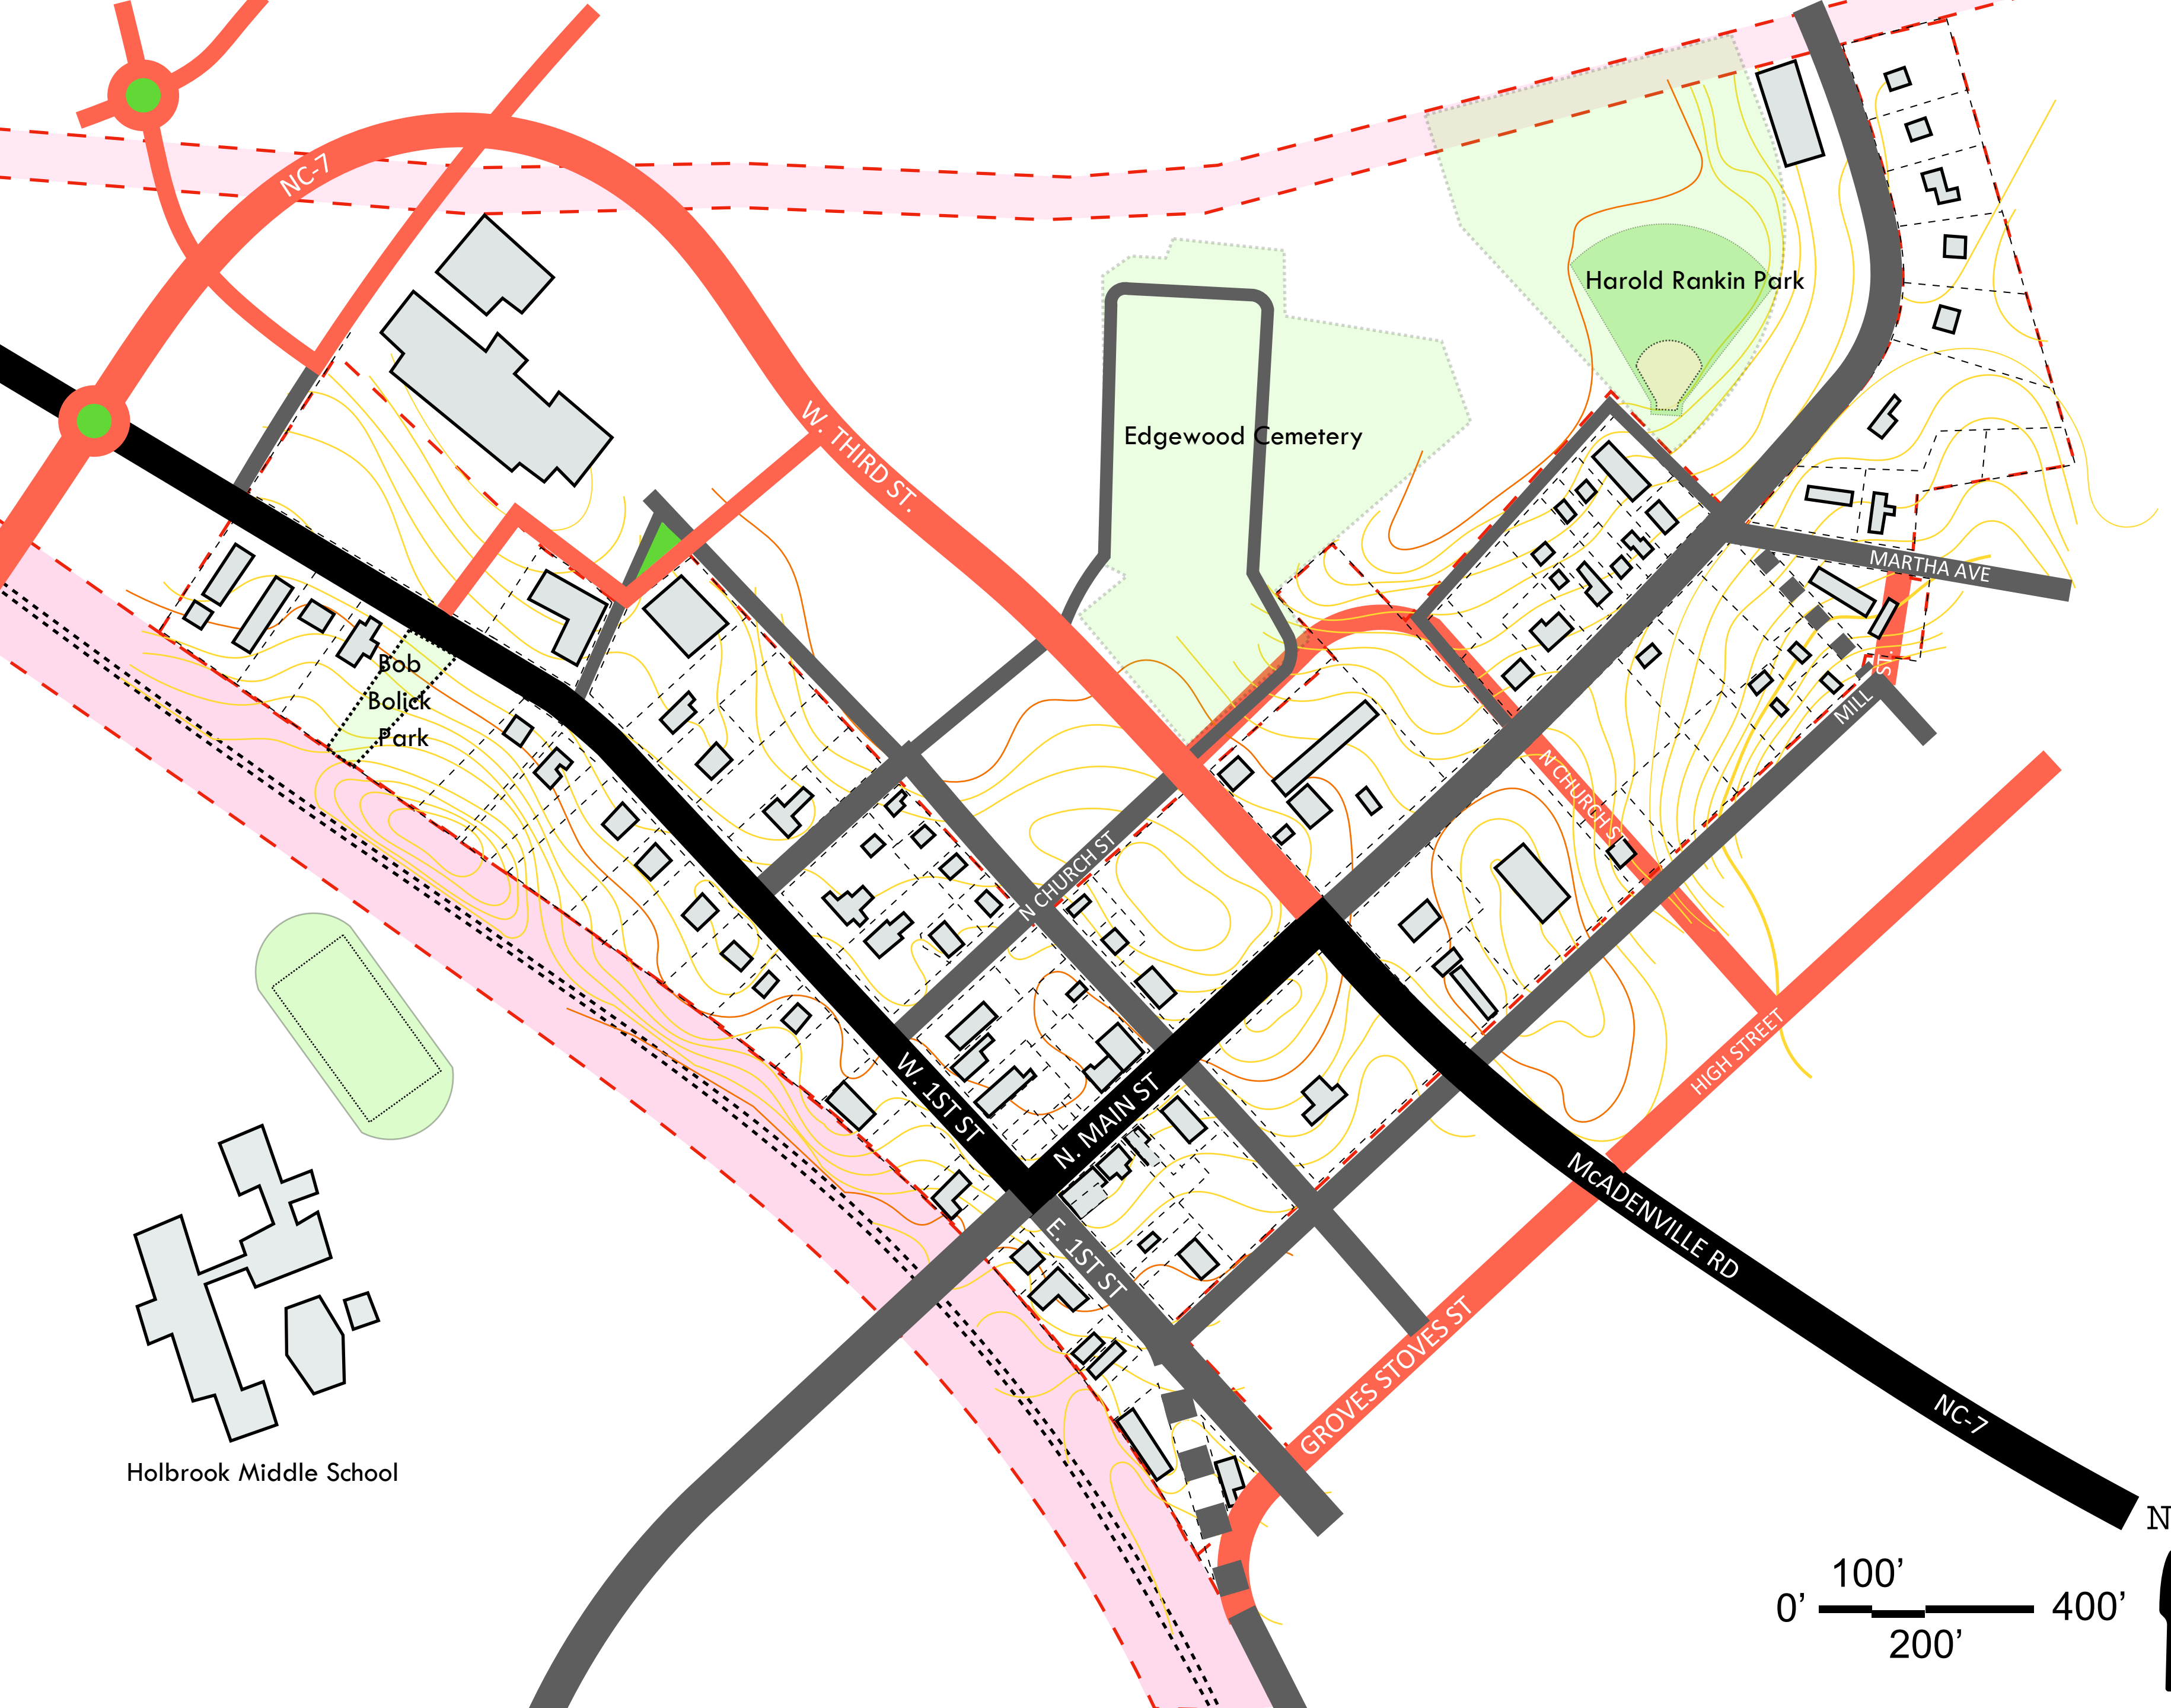 NC-7
Harold Rankin Park
W. THIRD ST.
Edgewood Cemetery
MARTHA AVE
Bob
Bolick
Park
MILL ST.
N CHURCH ST
N CHURCH ST
W. 1ST ST
N. MAIN ST
HIGH STREET
E. 1ST ST
McADENVILLE RD
GROVES STOVES ST
NC-7
Holbrook Middle School
N
100’
0’
400’
200’